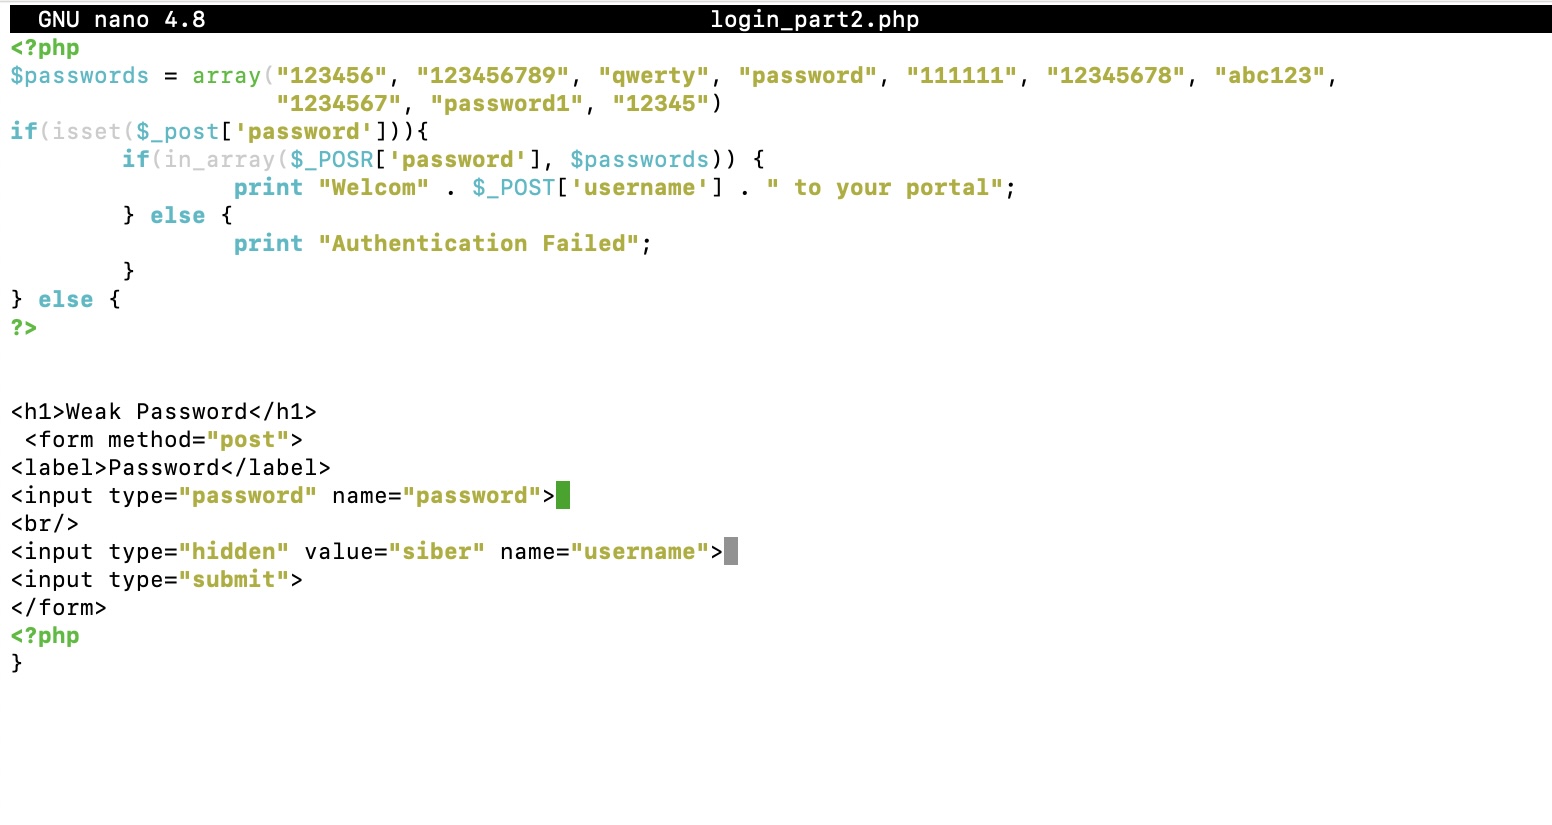 GNU nano 4.8 login_part2.php
<?php
$passwords = array("123456", "123456789", "qwerty", "password", "111111", "12345678", "abc123",
"1234567", "password1", "12345")
if(isset($_post['password'])){
if(in_array($_POSR['password'], $passwords)) {
print "Welcom" . $_POST['username'] . " to your portal";
} else {
print "Authentication Failed";
}
} else {
?>
<h1>Weak Password</h1>
<form method="post">
<label>Password</label>
<input type="password" name="password">
<br/>
<input type="hidden" value="siber" name="username">
<input type="submit">
</form>
<?php
}